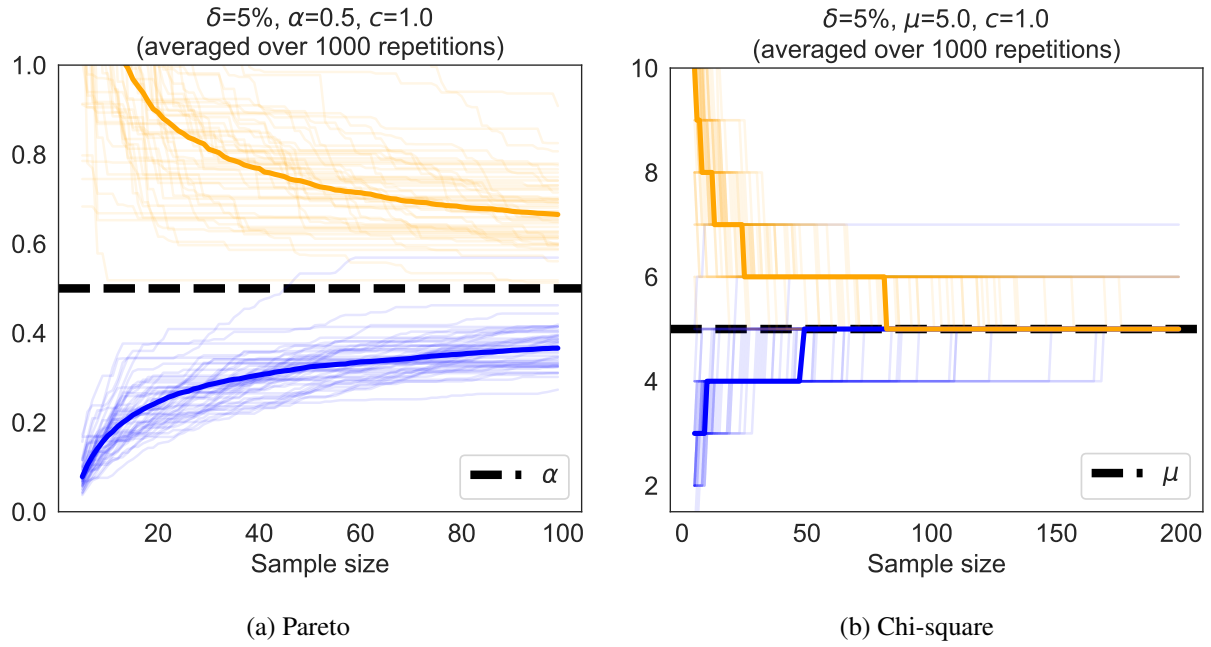 δ=5%, α=0.5, c=1.0
(averaged over 1000 repetitions)
1.0
0.8
0.6
0.4
0.2
0.0
20
40
60
80
100
Sample size
α
(a) Pareto
δ=5%, μ=5.0, c=1.0
(averaged over 1000 repetitions)
10
8
6
4
2
0
50
100
150
200
Sample size
μ
(b) Chi-square